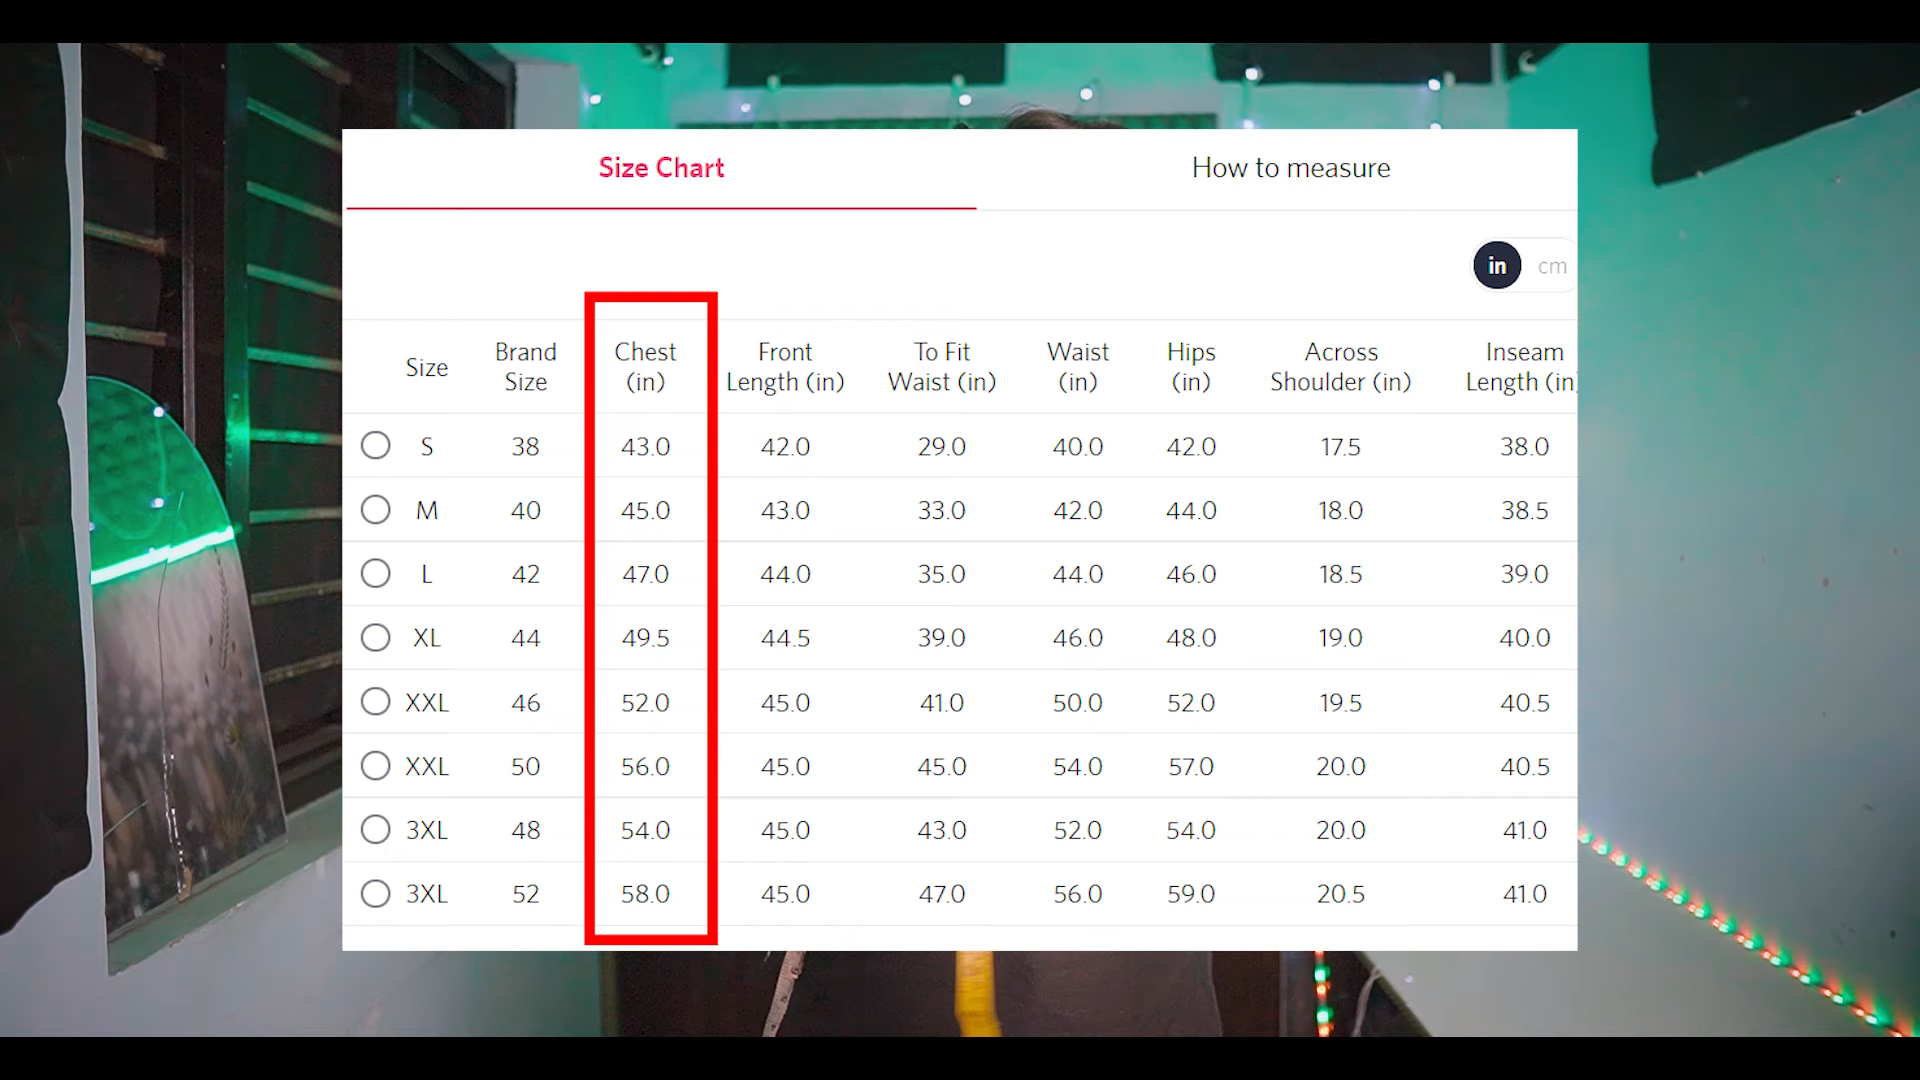 Size Chart How to measure
in cm
Size Brand Size Chest (in) Front Length (in) To Fit Waist (in) Waist (in) Hips (in) Across Shoulder (in) Inseam Length (in
S 38 43.0 42.0 29.0 40.0 42.0 17.5 38.0
M 40 45.0 43.0 33.0 42.0 44.0 18.0 38.5
L 42 47.0 44.0 35.0 44.0 46.0 18.5 39.0
XL 44 49.5 44.5 39.0 46.0 48.0 19.0 40.0
XXL 46 52.0 45.0 41.0 50.0 52.0 19.5 40.5
XXL 50 56.0 45.0 45.0 54.0 57.0 20.0 40.5
3XL 48 54.0 45.0 43.0 52.0 54.0 20.0 41.0
3XL 52 58.0 45.0 47.0 56.0 59.0 20.5 41.0